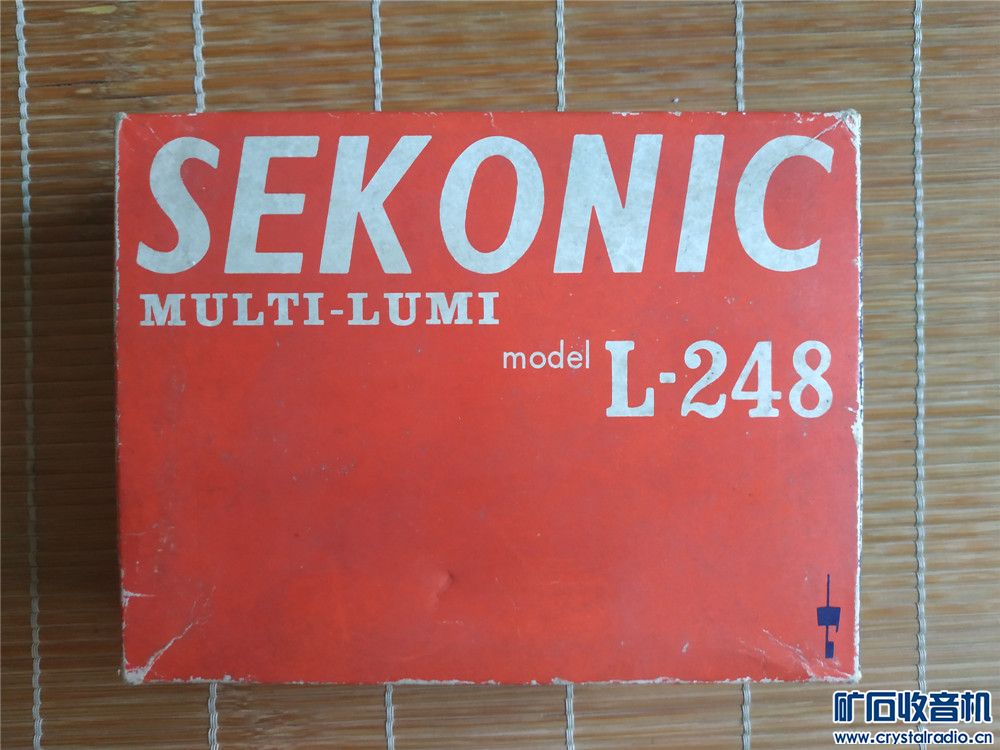 SEKONIC
MULTI-LUMI
model L-248
矿石收音机
www.crystalradio.cn